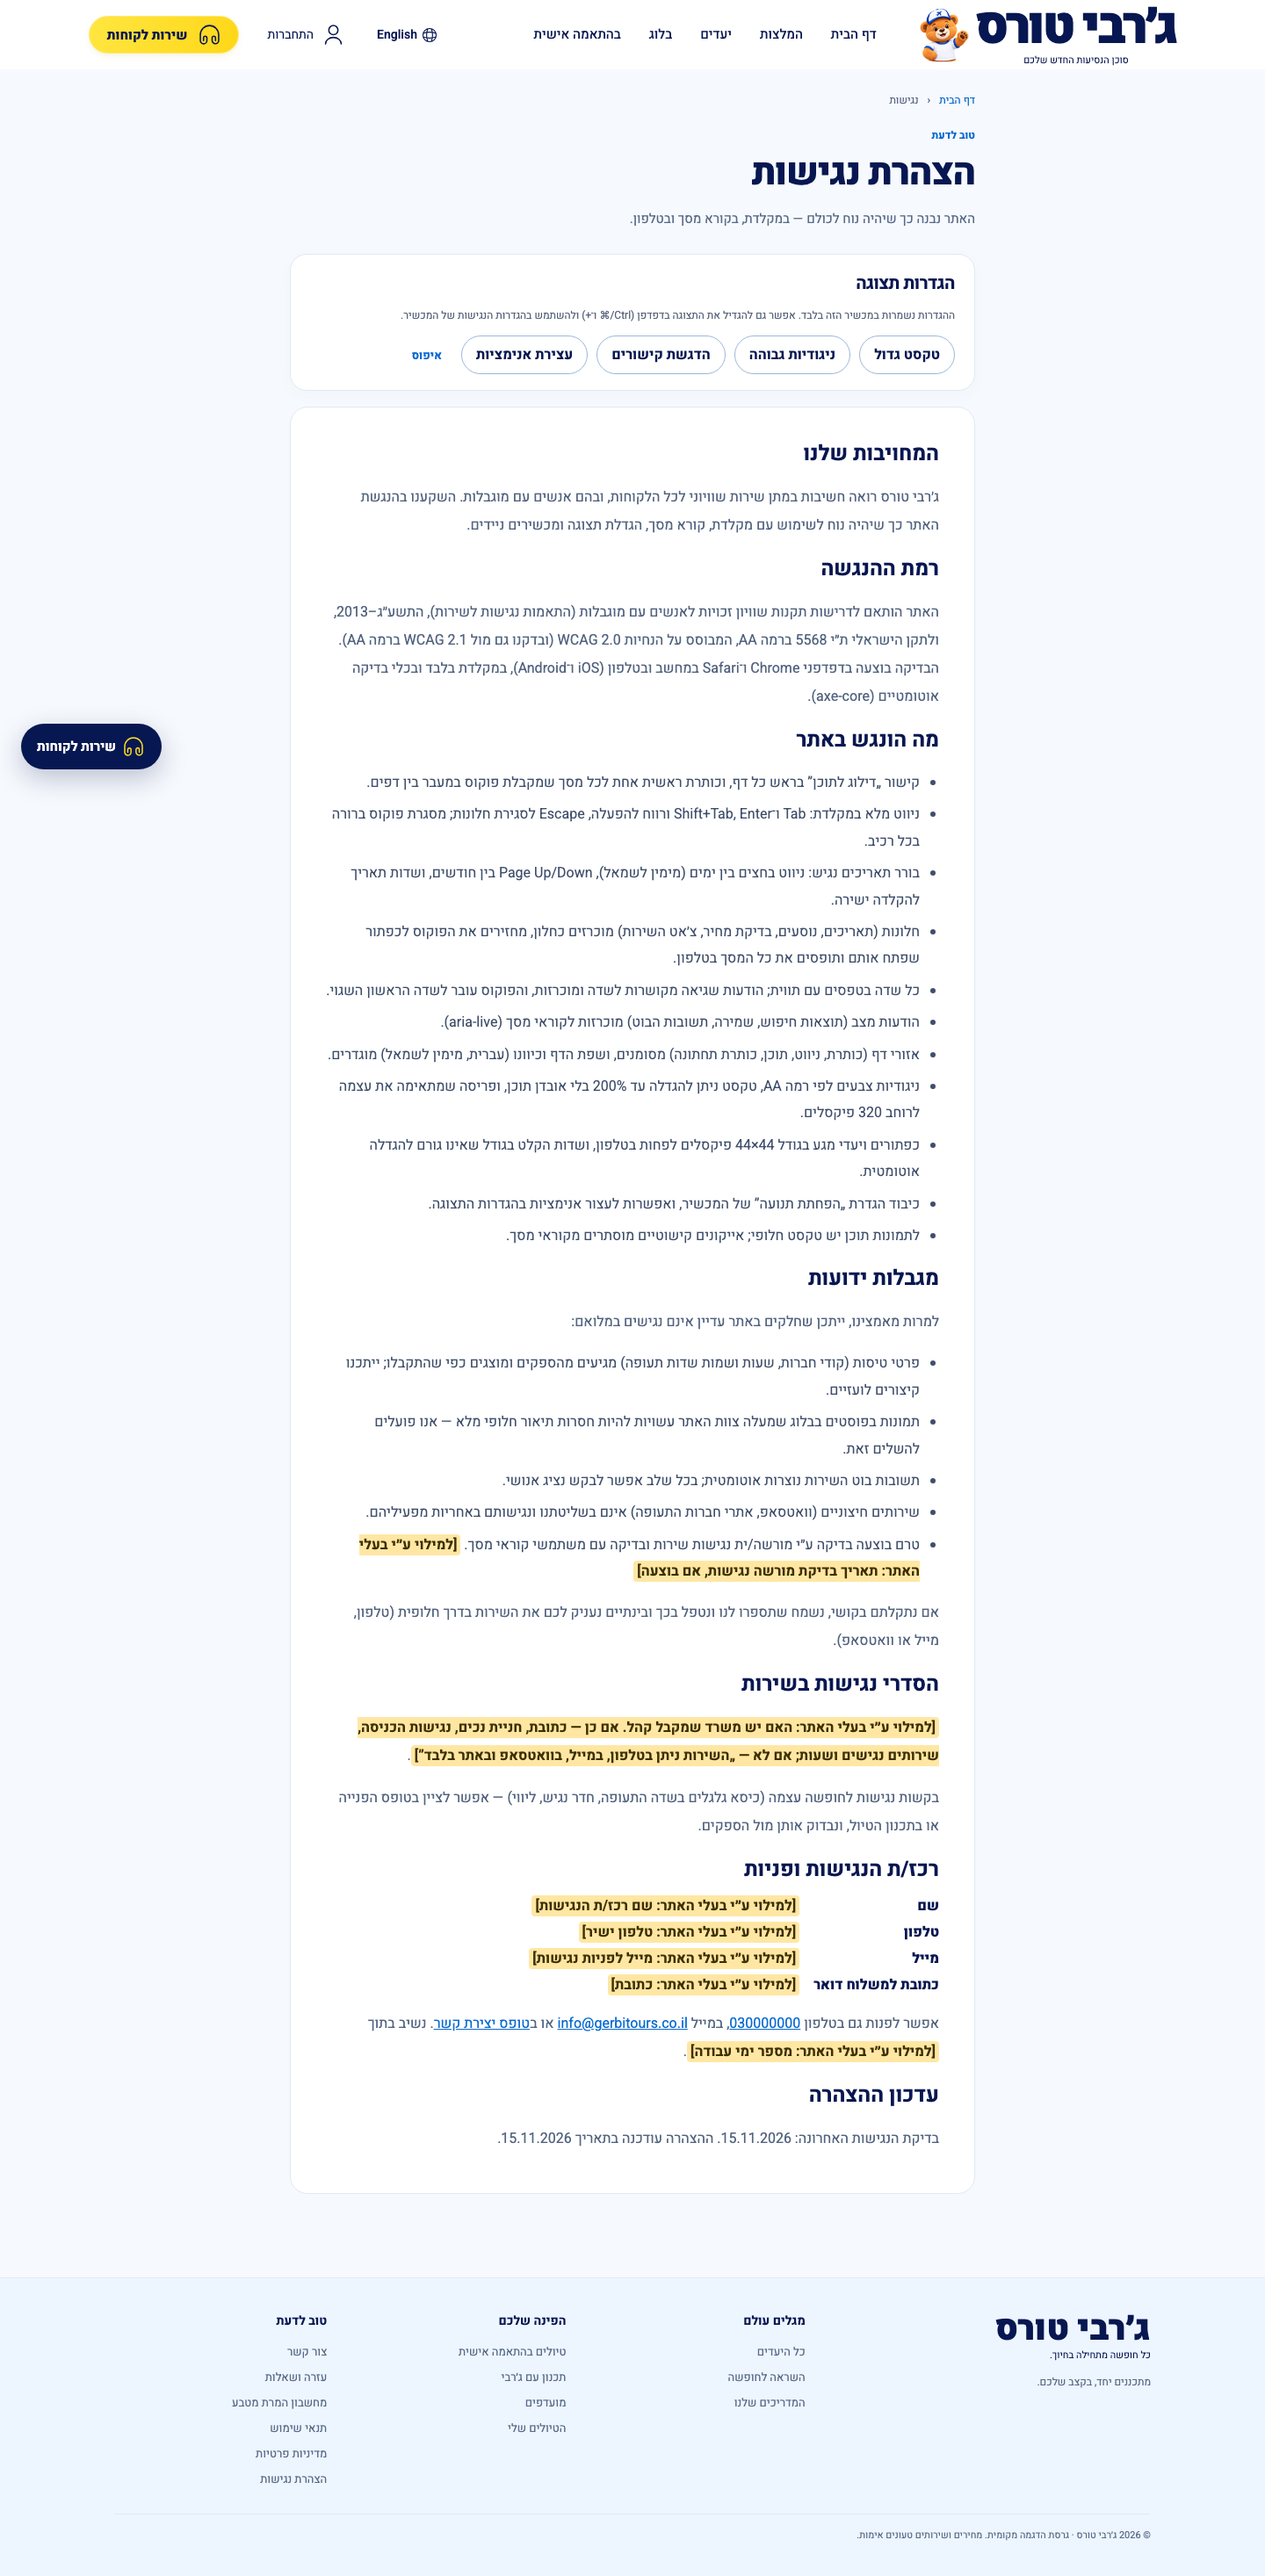 ג׳רבי טורס
סוכן הנסיעות החדש שלכם
דף הבית
המלצות
יעדים
בלוג
בהתאמה אישית
English
התחברות
שירות לקוחות
דף הבית › נגישות
טוב לדעת
הצהרת נגישות
האתר נבנה כך שיהיה נוח לכולם — במקלדת, בקורא מסך ובטלפון.
הגדרות תצוגה
ההגדרות נשמרות במכשיר הזה בלבד. אפשר גם להגדיל את התצוגה בדפדפן (Ctrl/⌘ ו־+) ולהשתמש בהגדרות הנגישות של המכשיר.
טקסט גדול
ניגודיות גבוהה
הדגשת קישורים
עצירת אנימציות
איפוס
המחויבות שלנו
ג׳רבי טורס רואה חשיבות במתן שירות שוויוני לכל הלקוחות, ובהם אנשים עם מוגבלות. השקענו בהנגשת
האתר כך שיהיה נוח לשימוש עם מקלדת, קורא מסך, הגדלת תצוגה ומכשירים ניידים.
רמת ההנגשה
האתר הותאם לדרישות תקנות שוויון זכויות לאנשים עם מוגבלות (התאמות נגישות לשירות), התשע״ג–2013,
ולתקן הישראלי ת״י 5568 ברמה AA, המבוסס על הנחיות WCAG 2.0 (ובדקנו גם מול WCAG 2.1 ברמה AA).
הבדיקה בוצעה בדפדפני Chrome ו־Safari במחשב ובטלפון (iOS ו־Android), במקלדת בלבד ובכלי בדיקה
אוטומטיים (axe-core).
מה הונגש באתר
• קישור „דילוג לתוכן” בראש כל דף, וכותרת ראשית אחת לכל מסך שמקבלת פוקוס במעבר בין דפים.
• ניווט מלא במקלדת: Tab ו־Shift+Tab, Enter ורווח להפעלה, Escape לסגירת חלונות; מסגרת פוקוס ברורה
בכל רכיב.
• בורר תאריכים נגיש: ניווט בחצים בין ימים (מימין לשמאל), Page Up/Down בין חודשים, ושדות תאריך
להקלדה ישירה.
• חלונות (תאריכים, נוסעים, בדיקת מחיר, צ׳אט השירות) מוכרזים כחלון, מחזירים את הפוקוס לכפתור
שפתח אותם ותופסים את כל המסך בטלפון.
• כל שדה בטפסים עם תווית; הודעות שגיאה מקושרות לשדה ומוכרזות, והפוקוס עובר לשדה הראשון השגוי.
• הודעות מצב (תוצאות חיפוש, שמירה, תשובות הבוט) מוכרזות לקוראי מסך (aria-live).
• אזורי דף (כותרת, ניווט, תוכן, כותרת תחתונה) מסומנים, ושפת הדף וכיוונו (עברית, מימין לשמאל) מוגדרים.
• ניגודיות צבעים לפי רמה AA, טקסט ניתן להגדלה עד 200% בלי אובדן תוכן, ופריסה שמתאימה את עצמה
לרוחב 320 פיקסלים.
• כפתורים ויעדי מגע בגודל 44×44 פיקסלים לפחות בטלפון, ושדות הקלט בגודל שאינו גורם להגדלה
אוטומטית.
• כיבוד הגדרת „הפחתת תנועה” של המכשיר, ואפשרות לעצור אנימציות בהגדרות התצוגה.
• לתמונות תוכן יש טקסט חלופי; אייקונים קישוטיים מוסתרים מקוראי מסך.
מגבלות ידועות
למרות מאמצינו, ייתכן שחלקים באתר עדיין אינם נגישים במלואם:
• פרטי טיסות (קודי חברות, שעות ושמות שדות תעופה) מגיעים מהספקים ומוצגים כפי שהתקבלו; ייתכנו
קיצורים לועזיים.
• תמונות בפוסטים בבלוג שמעלה צוות האתר עשויות להיות חסרות תיאור חלופי מלא — אנו פועלים
להשלים זאת.
• תשובות בוט השירות נוצרות אוטומטית; בכל שלב אפשר לבקש נציג אנושי.
• שירותים חיצוניים (וואטסאפ, אתרי חברות התעופה) אינם בשליטתנו ונגישותם באחריות מפעיליהם.
• טרם בוצעה בדיקה ע״י מורשה/ית נגישות שירות ובדיקה עם משתמשי קוראי מסך. [למילוי ע״י בעלי
האתר: תאריך בדיקת מורשה נגישות, אם בוצעה]
אם נתקלתם בקושי, נשמח שתספרו לנו ונטפל בכך ובינתיים נעניק לכם את השירות בדרך חלופית (טלפון,
מייל או וואטסאפ).
הסדרי נגישות בשירות
[למילוי ע״י בעלי האתר: האם יש משרד שמקבל קהל. אם כן — כתובת, חניית נכים, נגישות הכניסה,
שירותים נגישים ושעות; אם לא — „השירות ניתן בטלפון, במייל, בוואטסאפ ובאתר בלבד”].
בקשות נגישות לחופשה עצמה (כיסא גלגלים בשדה התעופה, חדר נגיש, ליווי) — אפשר לציין בטופס הפנייה
או בתכנון הטיול, ונבדוק אותן מול הספקים.
רכז/ת הנגישות ופניות
שם [למילוי ע״י בעלי האתר: שם רכז/ת הנגישות]
טלפון [למילוי ע״י בעלי האתר: טלפון ישיר]
מייל [למילוי ע״י בעלי האתר: מייל לפניות נגישות]
כתובת למשלוח דואר [למילוי ע״י בעלי האתר: כתובת]
אפשר לפנות גם בטלפון 030000000, במייל info@gerbitours.co.il או בטופס יצירת קשר. נשיב בתוך
[למילוי ע״י בעלי האתר: מספר ימי עבודה].
עדכון ההצהרה
בדיקת הנגישות האחרונה: 15.11.2026. ההצהרה עודכנה בתאריך 15.11.2026.
שירות לקוחות
ג׳רבי טורס
כל חופשה מתחילה בחיוך.
מתכננים יחד, בקצב שלכם.
מגלים עולם
כל היעדים
השראה לחופשה
המדריכים שלנו
הפינה שלכם
טיולים בהתאמה אישית
תכנון עם ג׳רבי
מועדפים
הטיולים שלי
טוב לדעת
צור קשר
עזרה ושאלות
מחשבון המרת מטבע
תנאי שימוש
מדיניות פרטיות
הצהרת נגישות
© 2026 ג׳רבי טורס · גרסת הדגמה מקומית. מחירים ושירותים טעונים אימות.